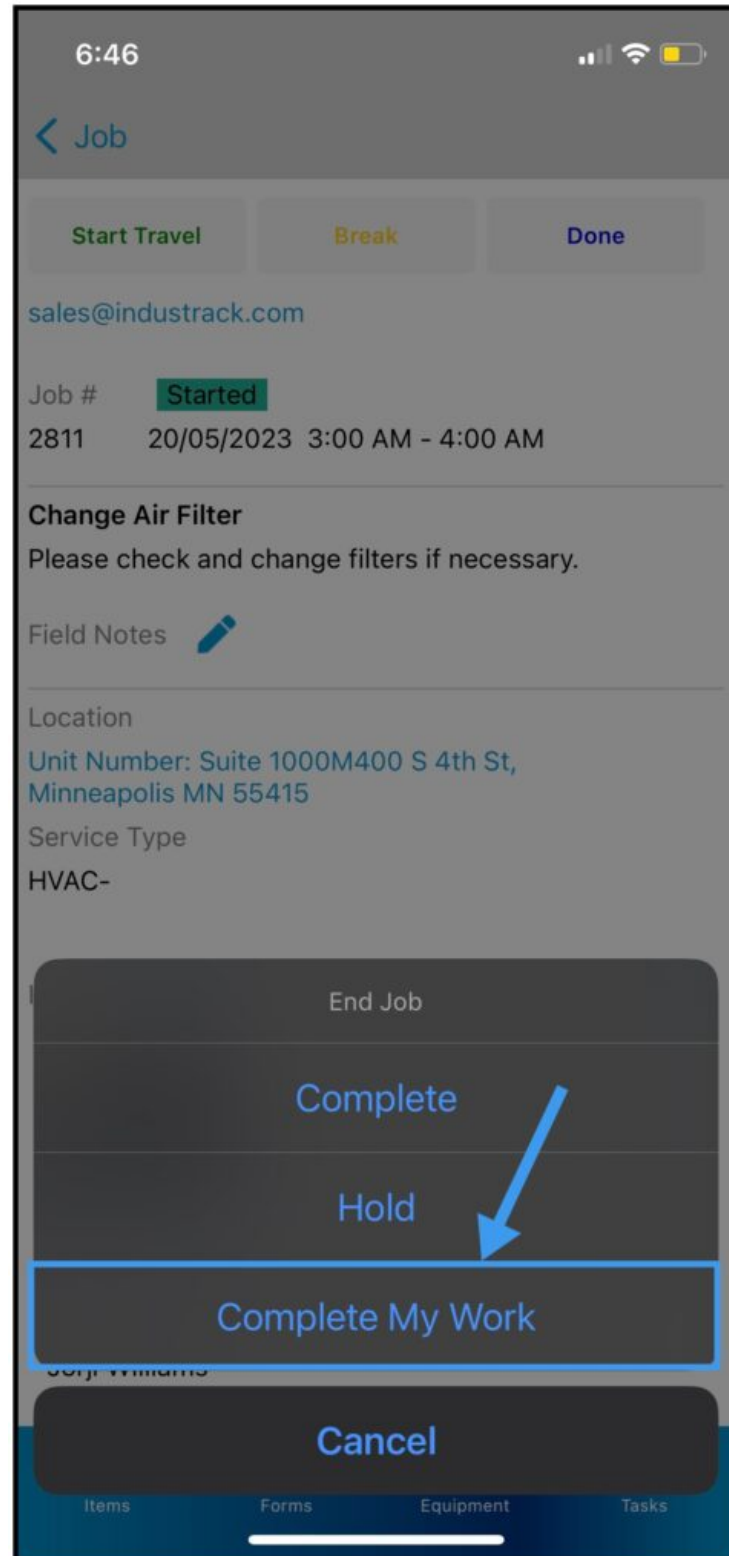 6:46
Job
Start Travel Break Done
sales@industrack.com
Job # Started
2811 20/05/2023 3:00 AM - 4:00 AM
Change Air Filter
Please check and change filters if necessary.
Field Notes
Location
Unit Number: Suite 1000M400 S 4th St,
Minneapolis MN 55415
Service Type
HVAC-
End Job
Complete
Hold
Complete My Work
Williams
Cancel
Items Forms Equipment Tasks